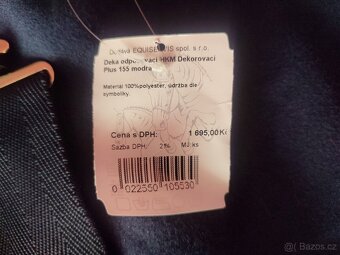 EQUISERVIS spol. s r.o.
Deka odpocovací HKM Dekorovací
Plus 155 modrá
Materiál 100%polyester, údržba dle
symboliky.
Cena s DPH: 1 695,00Kč
Sazba DPH: 21% MJ:ks
0 022550 105530
Bazoš.cz